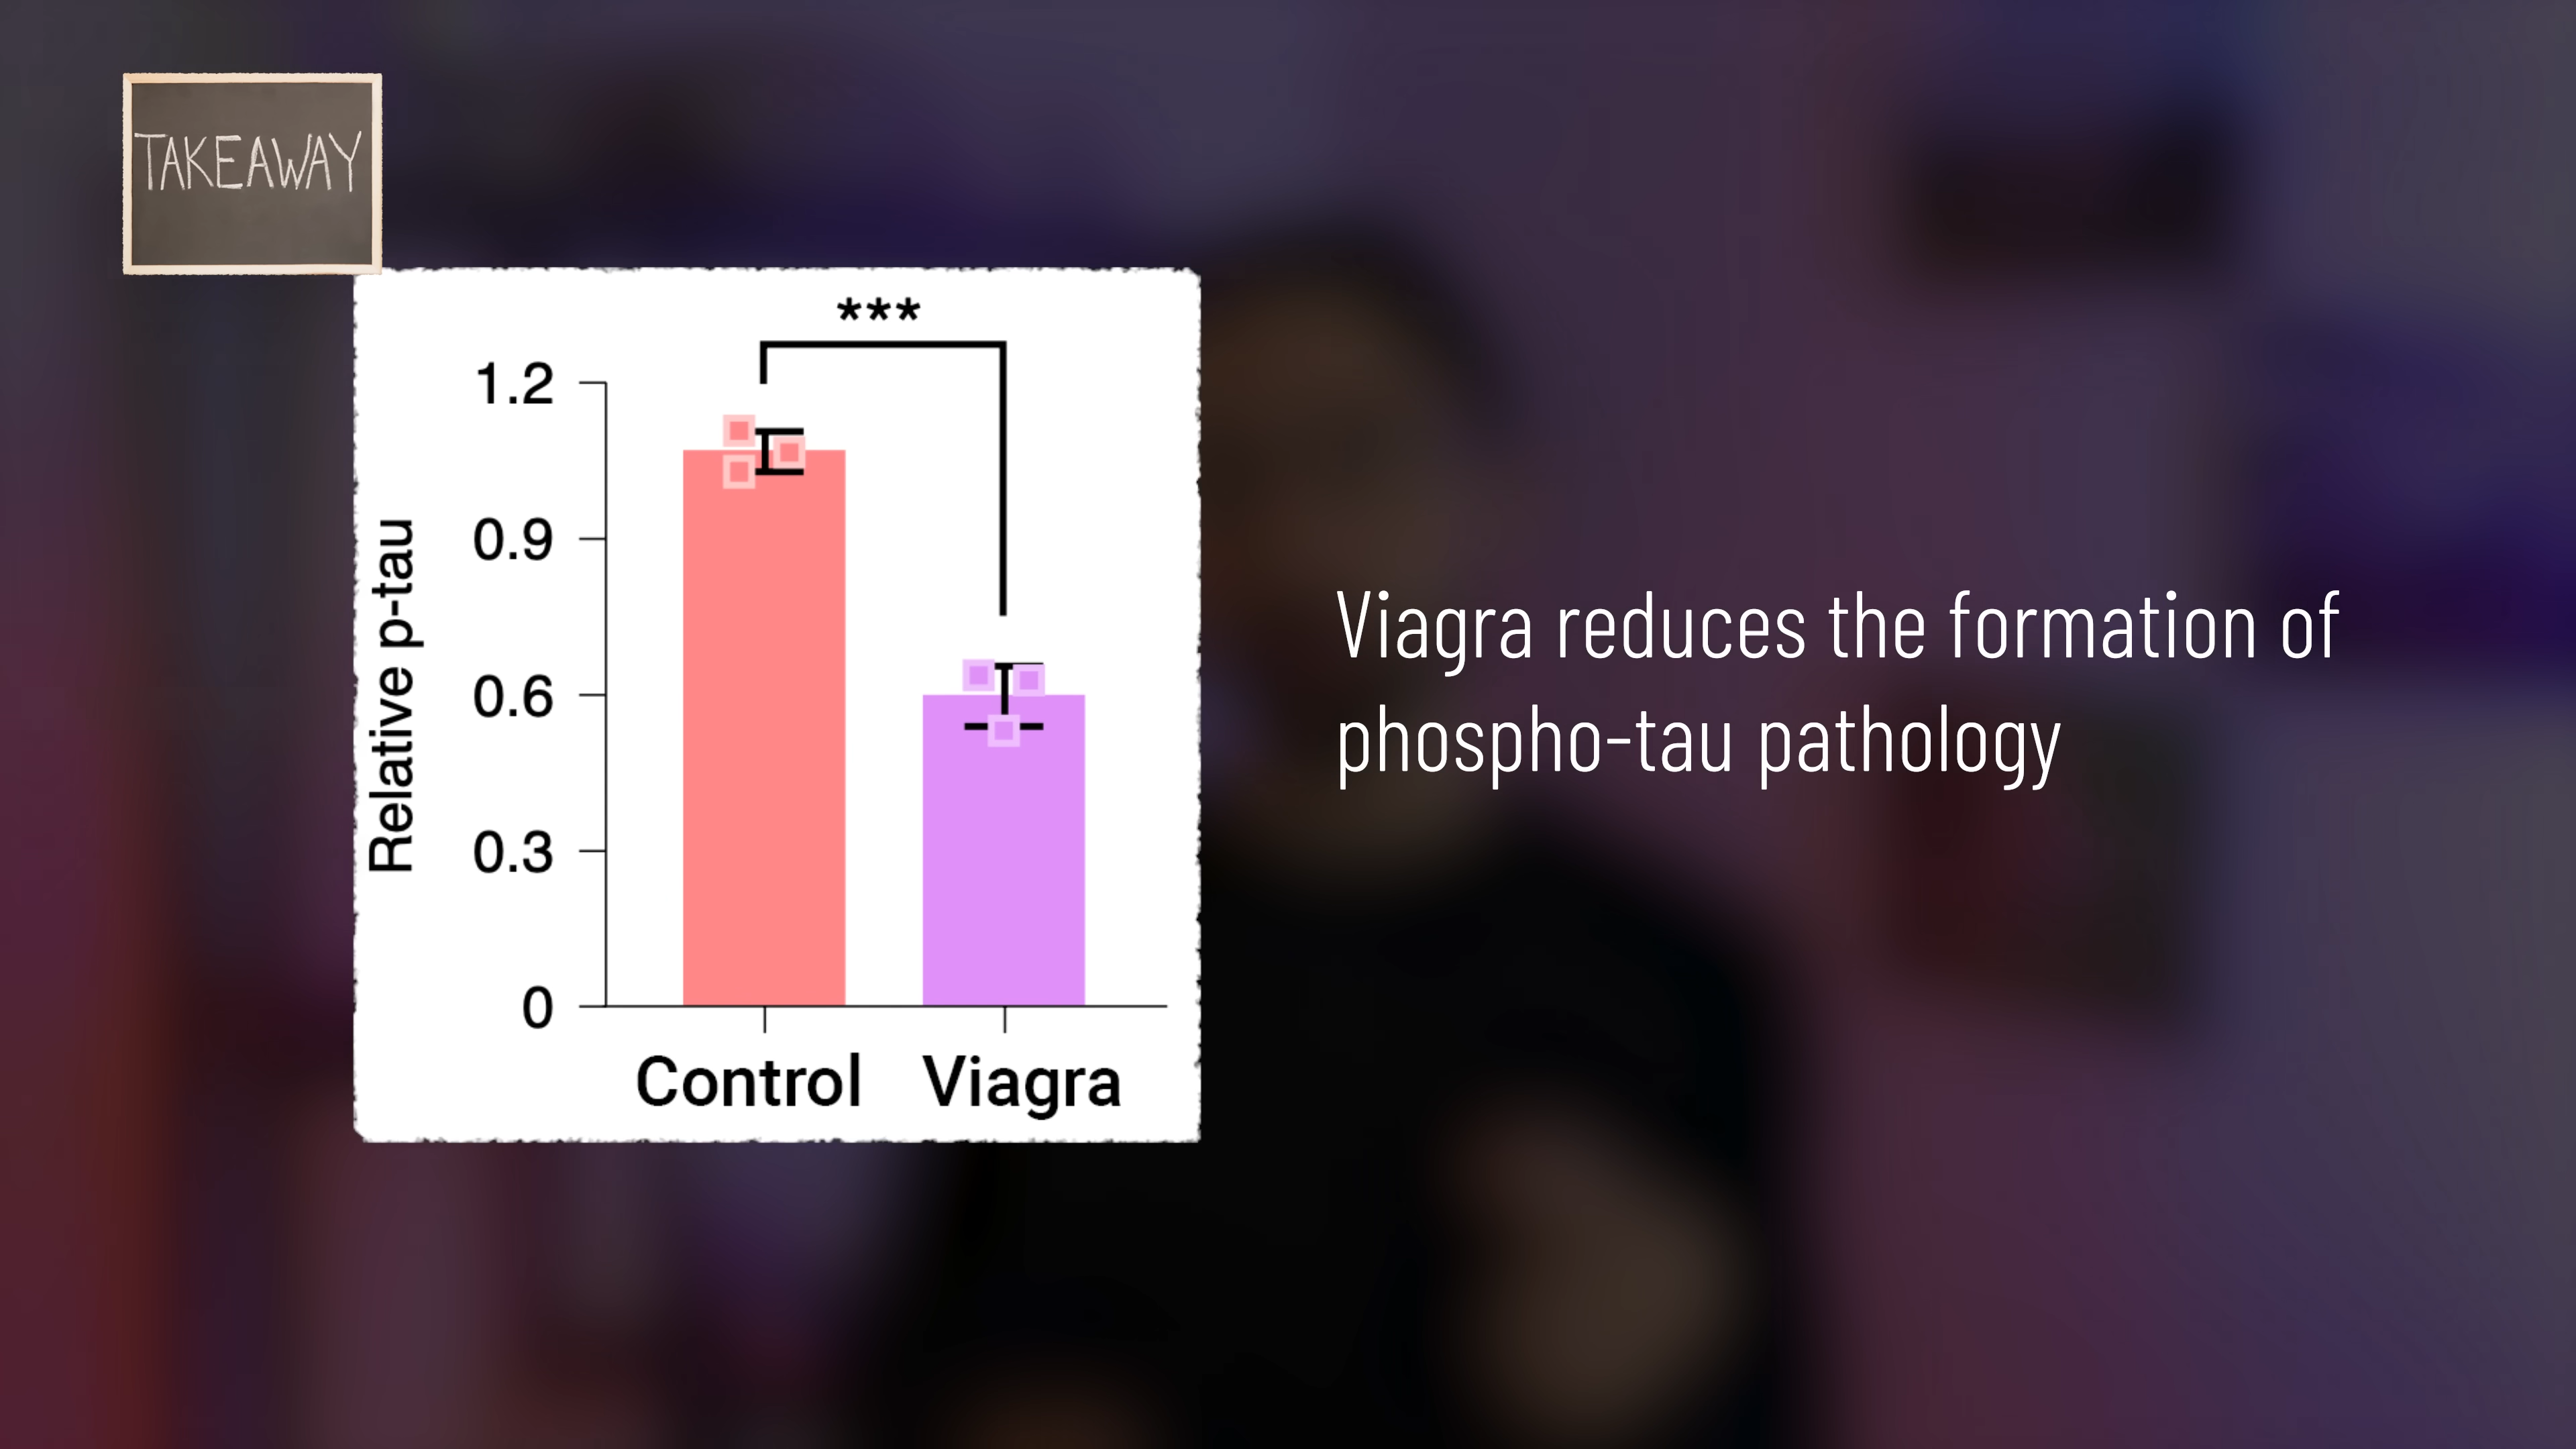 TAKEAWAY
***
1.2
0.9
0.6
0.3
0
Relative p-tau
Control Viagra
Viagra reduces the formation of
phospho-tau pathology